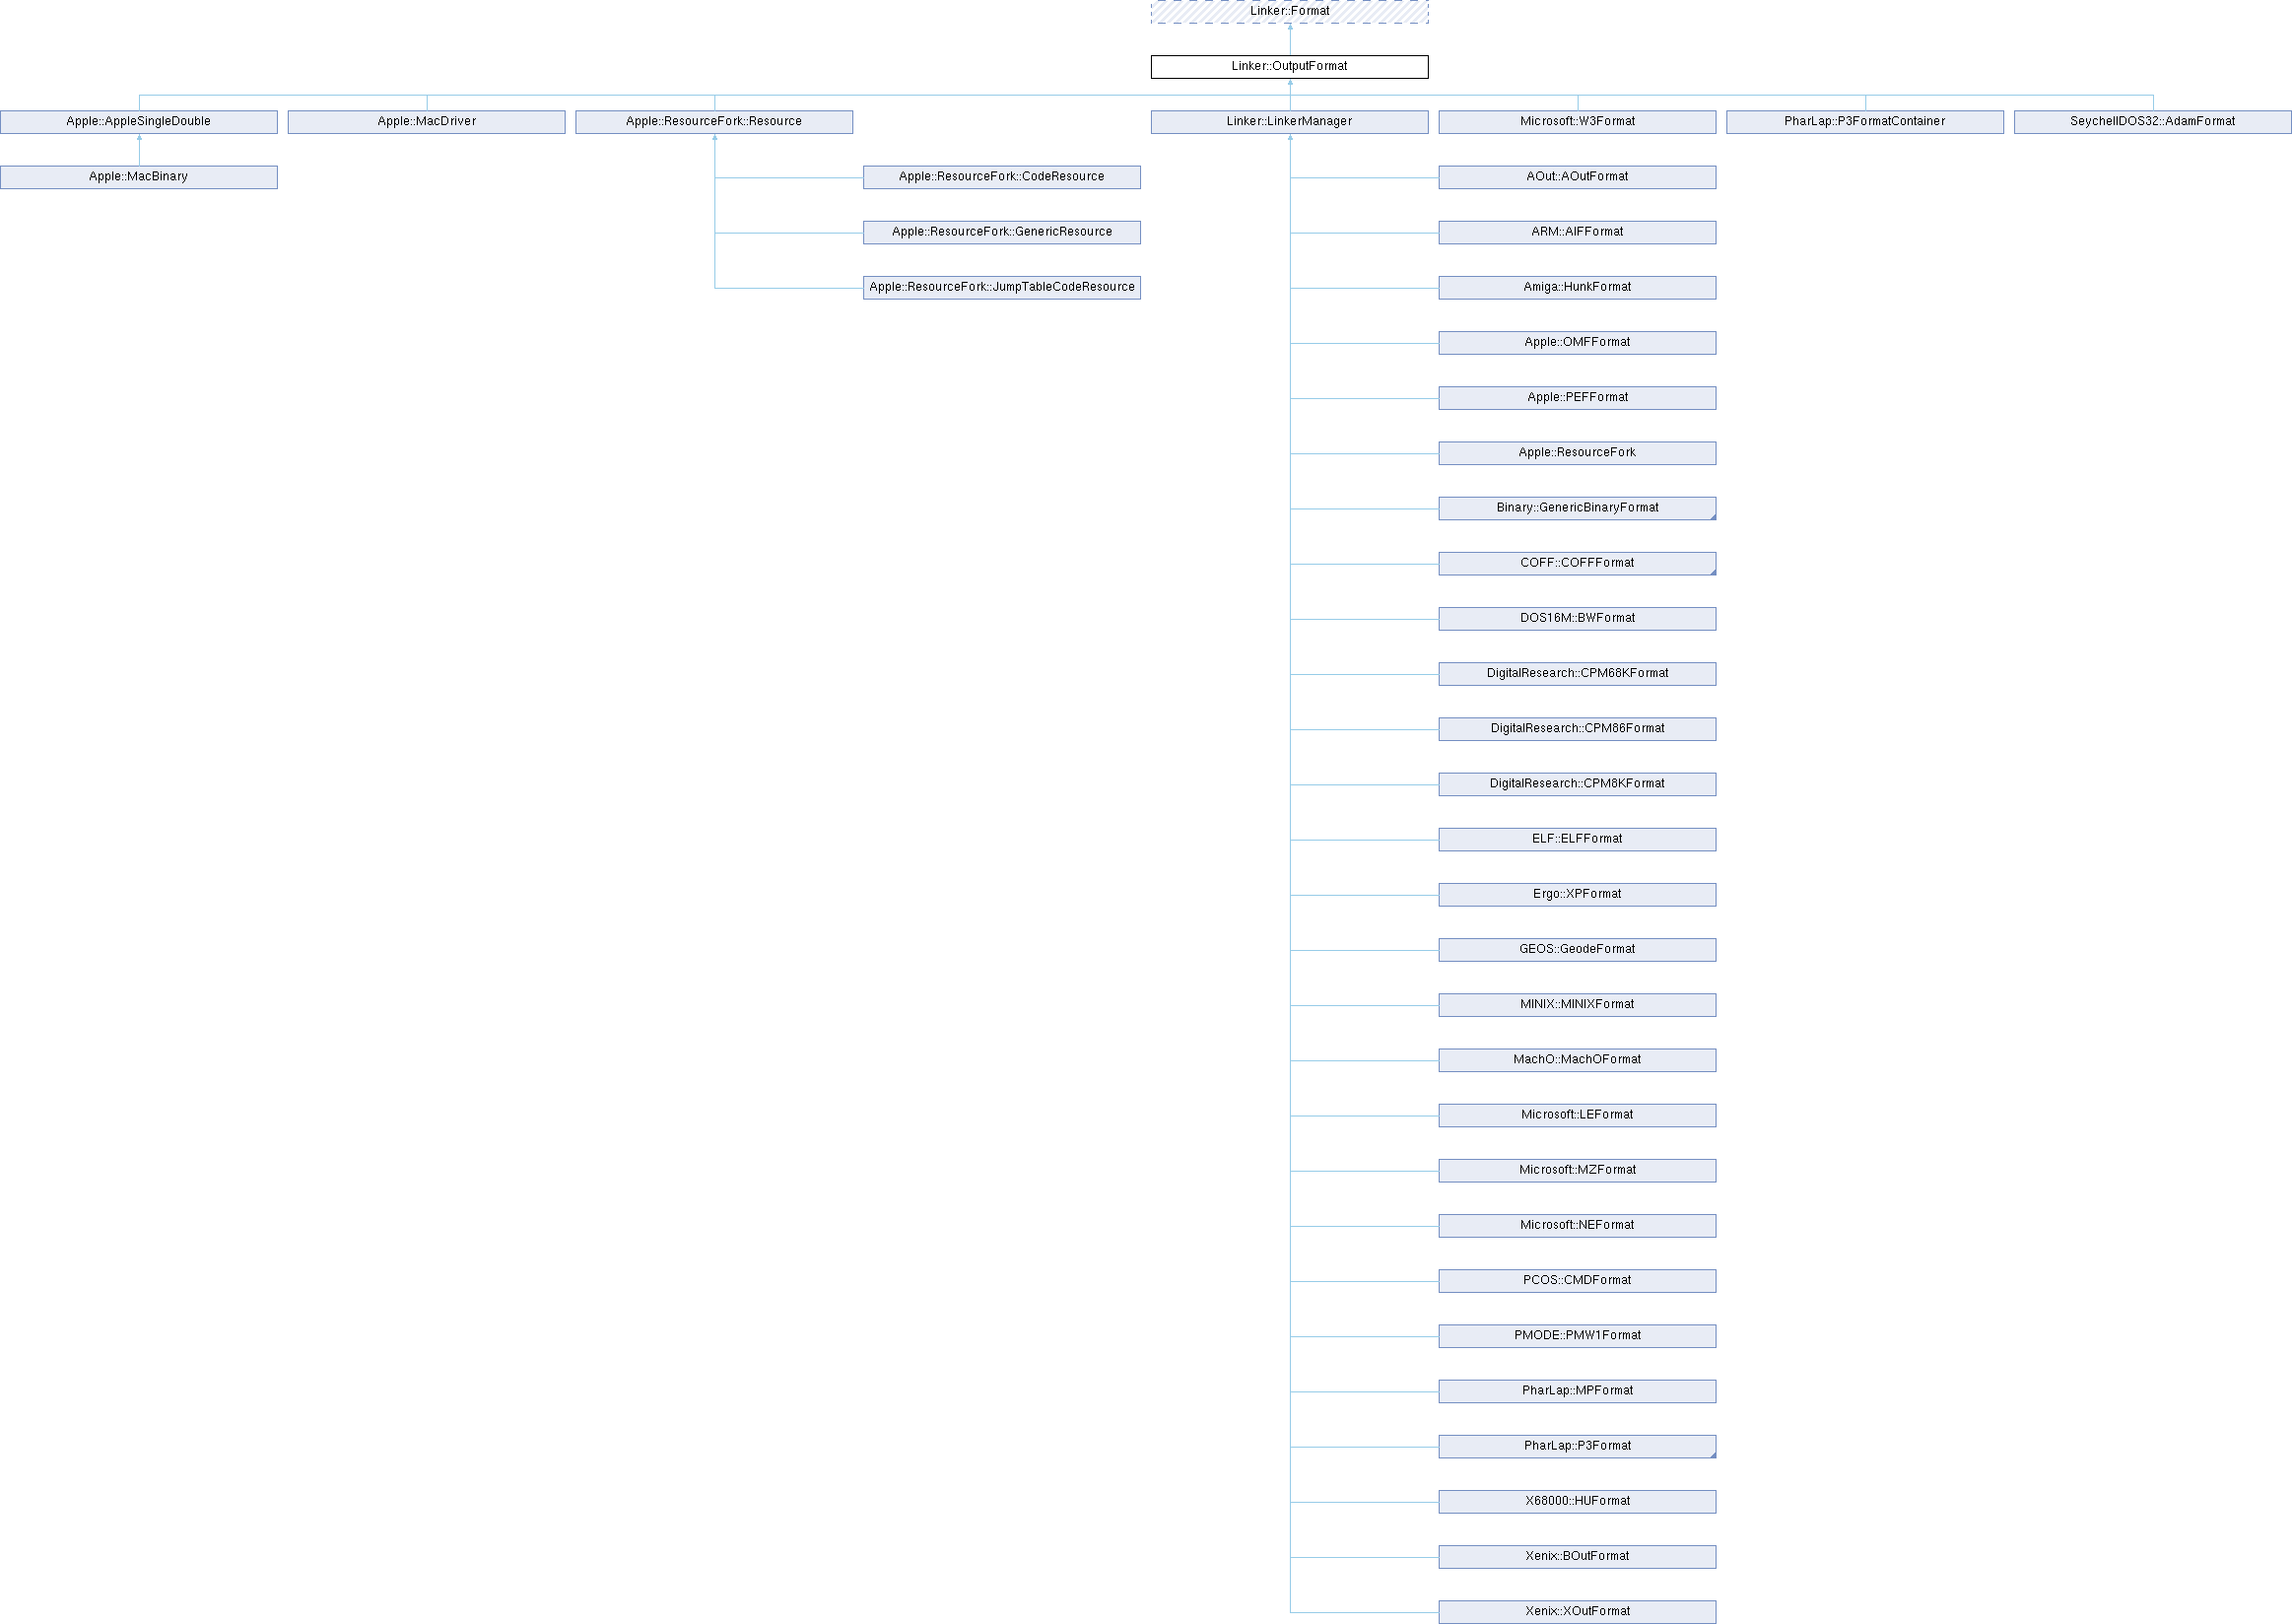 Linker::Format
Linker::OutputFormat
Apple::AppleSingleDouble
Apple::MacDriver
Apple::ResourceFork::Resource
Linker::LinkerManager
Microsoft::W3Format
PharLap::P3FormatContainer
SeychellDOS32::AdamFormat
Apple::MacBinary
Apple::ResourceFork::CodeResource
AOut::AOutFormat
Apple::ResourceFork::GenericResource
ARM::AIFFormat
Apple::ResourceFork::JumpTableCodeResource
Amiga::HunkFormat
Apple::OMFFormat
Apple::PEFFormat
Apple::ResourceFork
Binary::GenericBinaryFormat
COFF::COFFFormat
DOS16M::BWFormat
DigitalResearch::CPM68KFormat
DigitalResearch::CPM86Format
DigitalResearch::CPM8KFormat
ELF::ELFFormat
Ergo::XPFormat
GEOS::GeodeFormat
MINIX::MINIXFormat
MachO::MachOFormat
Microsoft::LEFormat
Microsoft::MZFormat
Microsoft::NEFormat
PCOS::CMDFormat
PMODE::PMW1Format
PharLap::MPFormat
PharLap::P3Format
X68000::HUFormat
Xenix::BOutFormat
Xenix::XOutFormat